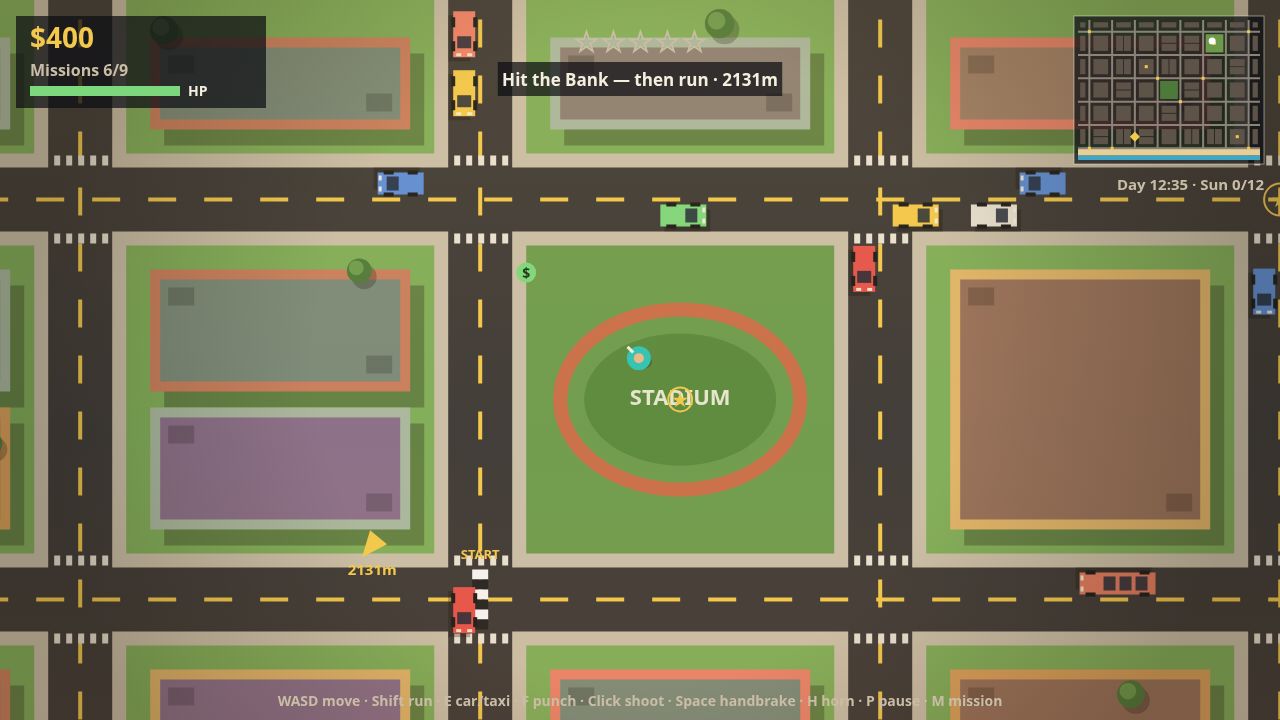 $400
Missions 6/9
HP
Hit the Bank — then run · 2131m
Day 12:35 · Sun 0/12
$
STADIUM
START
2131m
WASD move · Shift run · E car/taxi · F punch · Click shoot · Space handbrake · H horn · P pause · M mission